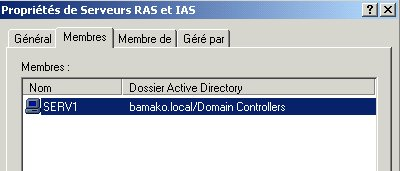 Propriétés de Serveurs RAS et IAS
? ×
Général Membres Membre de Géré par
Membres :
Nom Dossier Active Directory
SERV1 bamako.local/Domain Controllers